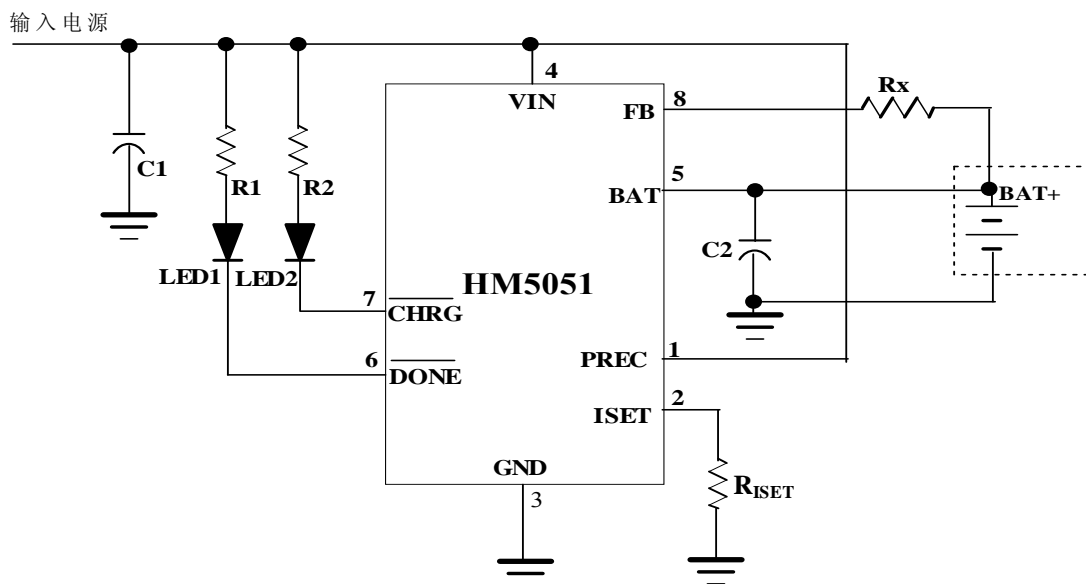 输入电源
4
VIN
Rx
8
FB
C1
R1
R2
5
BAT
BAT+
C2
LED1
LED2
HM5051
7
CHRG
6
DONE
1
PREC
2
ISET
RISET
GND
3